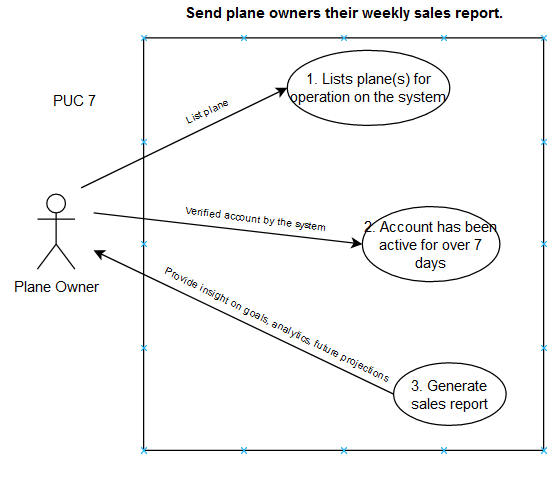 Send plane owners their weekly sales report.
PUC 7
1. Lists plane(s) for
operation on the system
List plane
Verified account by the system
2. Account has been
active for over 7
days
Plane Owner
Provide insight on goals, analytics, future projections
3. Generate
sales report